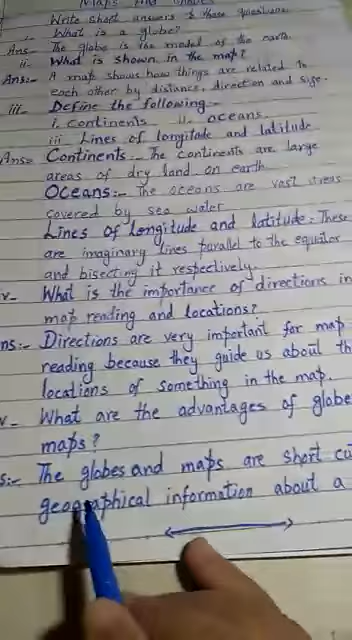 Maps and Globes
Write short answers to these questions.
i. What is a globe?
Ans- The globe is the model of the earth.
ii- What is shown in the map?
Ans:- A map shows how things are related to
each other by distance, direction and size.
iii- Define the following:-
i. continents ii- oceans
iii Lines of longitude and latitude
Ans:- Continents:- The continents are large
areas of dry land on earth
Oceans:- The oceans are vast areas
covered by sea water
Lines of longitude and latitude:- These
are imaginary lines parallel to the equator
and bisecting it respectively.
v- What is the importance of directions in
map reading and locations?
ns:- Directions are very important for map
reading because they guide us about th
locations of something in the map.
v- What are the advantages of globe
maps?
s:- The globes and maps are short cu
geographical information about a